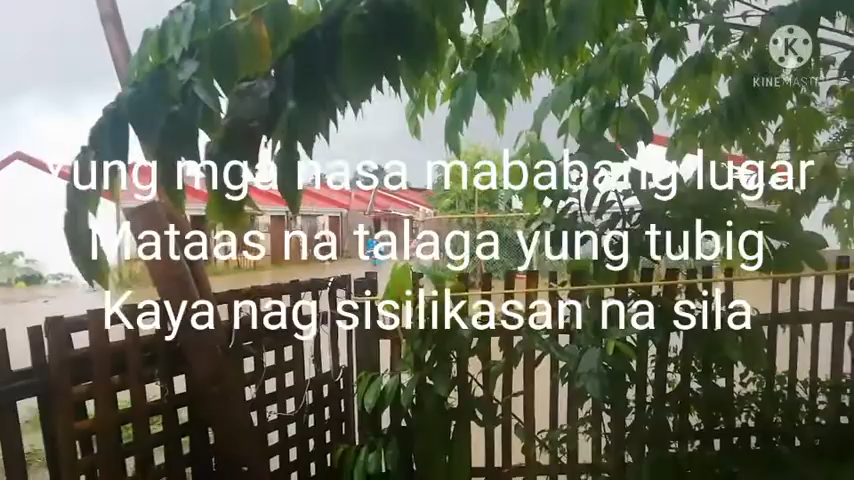 KINEMASTER
yung mga nasa mababang lugar
Mataas na talaga yung tubig
Kaya nag sisilikasan na sila